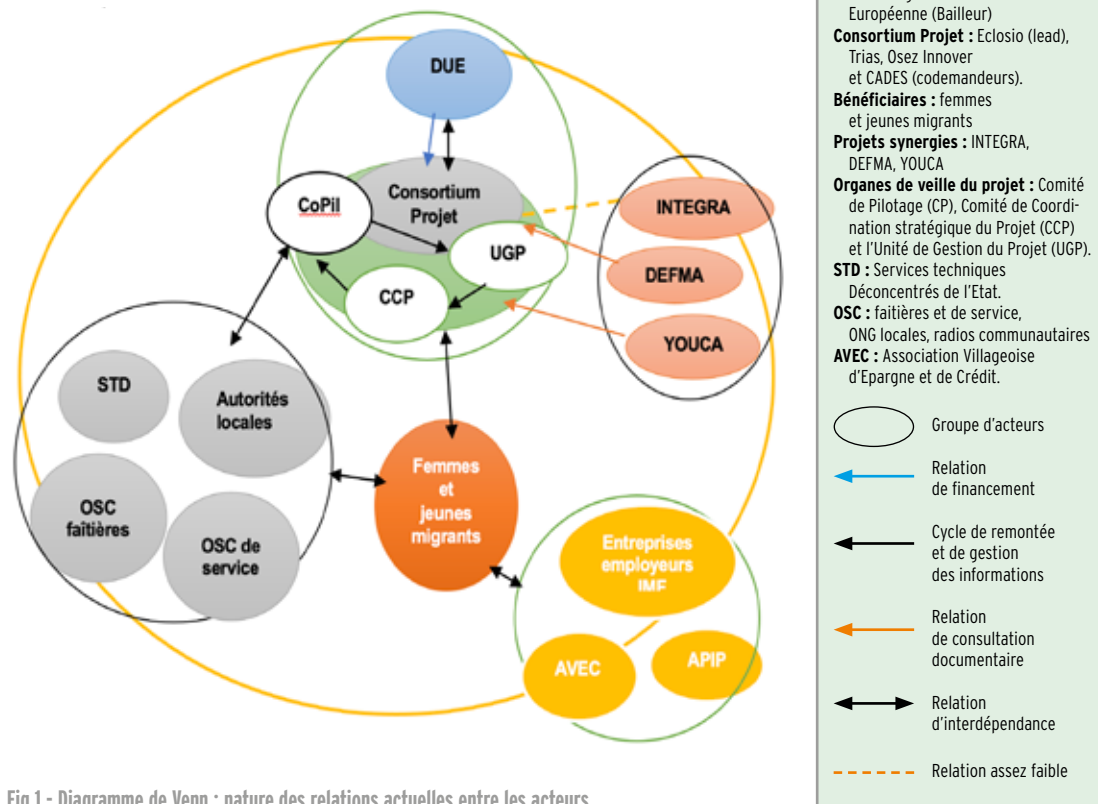 DUE
CoPil
Consortium
Projet
UGP
CCP
INTEGRA
DEFMA
YOUCA
STD
Autorités
locales
OSC
faîtières
OSC de
service
Femmes
et
jeunes
migrants
Entreprises
employeurs
IMF
AVEC
APIP
Fig 1 - Diagramme de Venn : nature des relations actuelles entre les acteurs
Européenne (Bailleur)
Consortium Projet : Eclosio (lead),
Trias, Osez Innover
et CADES (codemandeurs).
Bénéficiaires : femmes
et jeunes migrants
Projets synergies : INTEGRA,
DEFMA, YOUCA
Organes de veille du projet : Comité
de Pilotage (CP), Comité de Coordi-
nation stratégique du Projet (CCP)
et l'Unité de Gestion du Projet (UGP).
STD : Services techniques
Déconcentrés de l'Etat.
OSC : faitières et de service,
ONG locales, radios communautaires
AVEC : Association Villageoise
d'Epargne et de Crédit.
Groupe d'acteurs
Relation
de financement
Cycle de remontée
et de gestion
des informations
Relation
de consultation
documentaire
Relation
d'interdépendance
Relation assez faible